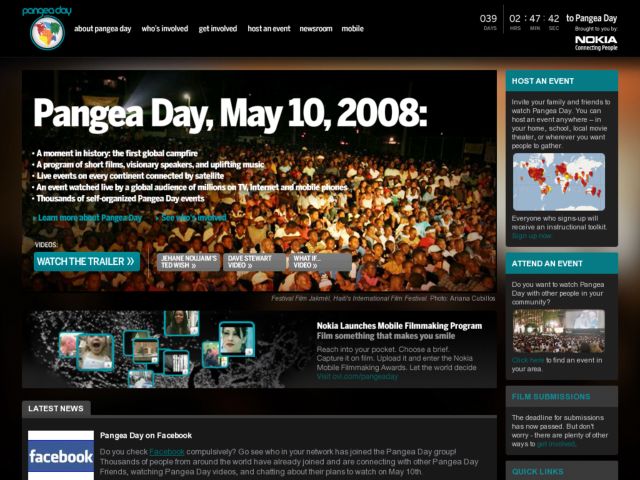 pangea day
about pangea day who's involved get involved host an event newsroom mobile
039 DAYS 02 HRS : 47 MIN : 42 SEC to Pangea Day
Brought to you by:
NOKIA
Connecting People
Pangea Day, May 10, 2008:
• A moment in history: the first global campfire
• A program of short films, visionary speakers, and uplifting music
• Live events on every continent connected by satellite
• An event watched live by a global audience of millions on TV, Internet and mobile phones
• Thousands of self-organized Pangea Day events
» Learn more about Pangea Day » See who's involved
VIDEOS:
WATCH THE TRAILER »
JEHANE NOUJAIM'S
TED WISH »
DAVE STEWART
VIDEO »
WHAT IF...
VIDEO »
Festival Film Jakmèl, Haiti's International Film Festival. Photo: Ariana Cubillos
Nokia Launches Mobile Filmmaking Program
Film something that makes you smile
Reach into your pocket. Choose a brief.
Capture it on film. Upload it and enter the Nokia
Mobile Filmmaking Awards. Let the world decide
Visit ovi.com/pangeaday
LATEST NEWS
facebook
Pangea Day on Facebook
Do you check Facebook compulsively? Go see who in your network has joined the Pangea Day group!
Thousands of people from around the world have already joined and are connecting with other Pangea Day
Friends, watching Pangea Day videos, and chatting about their plans to watch on May 10th.
HOST AN EVENT
Invite your family and friends to
watch Pangea Day. You can
host an event anywhere – in
your home, school, local movie
theater, or wherever you want
people to gather.
Everyone who signs-up will
receive an instructional toolkit.
Sign up now.
ATTEND AN EVENT
Do you want to watch Pangea
Day with other people in your
community?
Click here to find an event in
your area.
FILM SUBMISSIONS
The deadline for submissions
has now passed. But don't
worry - there are plenty of other
ways to get involved.
QUICK LINKS